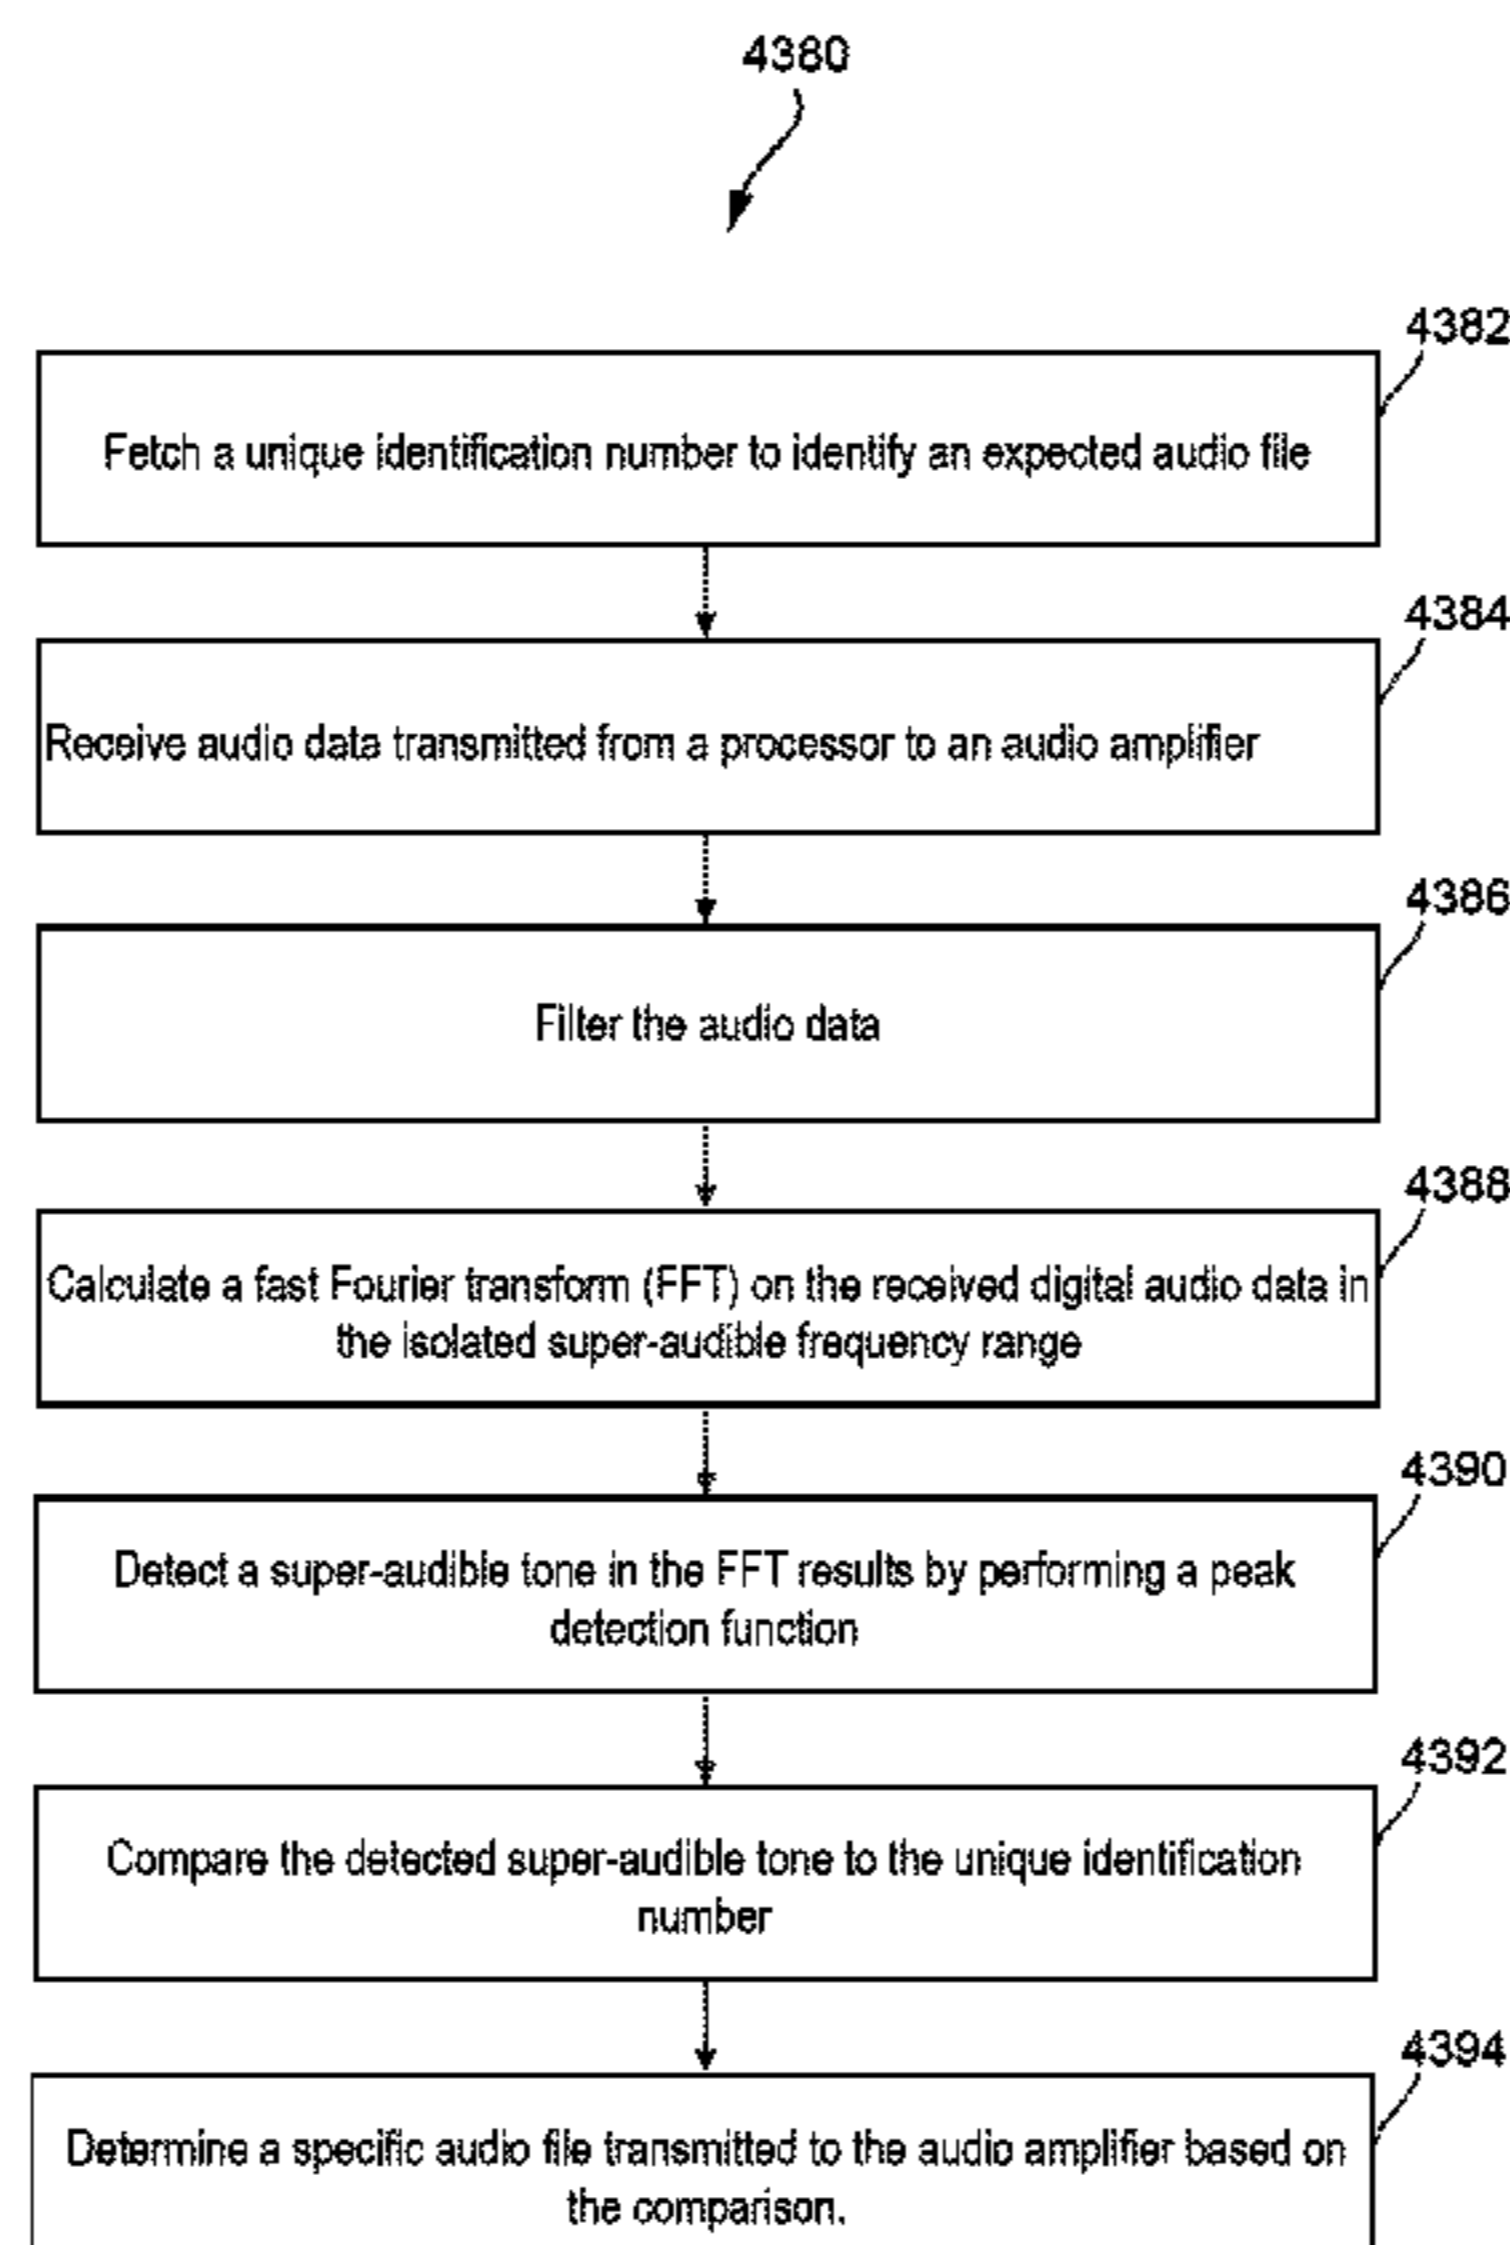 4380
4382
Fetch a unique identification number to identify an expected audio file
4384
Receive audio data transmitted from a processor to an audio amplifier
4386
Filter the audio data
4388
Calculate a fast Fourier transform (FFT) on the received digital audio data in
the isolated super-audible frequency range
4390
Detect a super-audible tone in the FFT results by performing a peak
detection function
4392
Compare the detected super-audible tone to the unique identification
number
4394
Determine a specific audio file transmitted to the audio amplifier based on
the comparison.